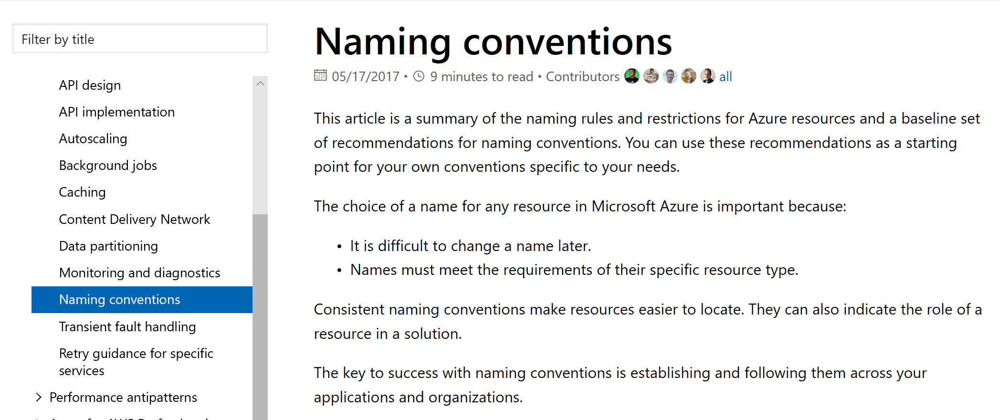 Filter by title
API design
API implementation
Autoscaling
Background jobs
Caching
Content Delivery Network
Data partitioning
Monitoring and diagnostics
Naming conventions
Transient fault handling
Retry guidance for specific
services
Performance antipatterns
Naming conventions
05/17/2017 • 9 minutes to read • Contributors all
This article is a summary of the naming rules and restrictions for Azure resources and a baseline set
of recommendations for naming conventions. You can use these recommendations as a starting
point for your own conventions specific to your needs.
The choice of a name for any resource in Microsoft Azure is important because:
• It is difficult to change a name later.
• Names must meet the requirements of their specific resource type.
Consistent naming conventions make resources easier to locate. They can also indicate the role of a
resource in a solution.
The key to success with naming conventions is establishing and following them across your
applications and organizations.